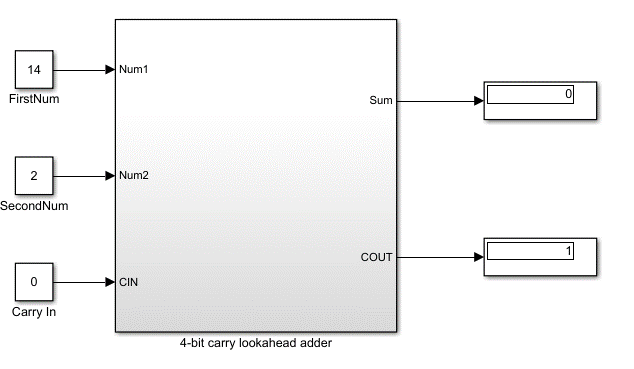 14
Num1
FirstNum
Sum
0
2
Num2
SecondNum
COUT
1
0
CIN
Carry In
4-bit carry lookahead adder